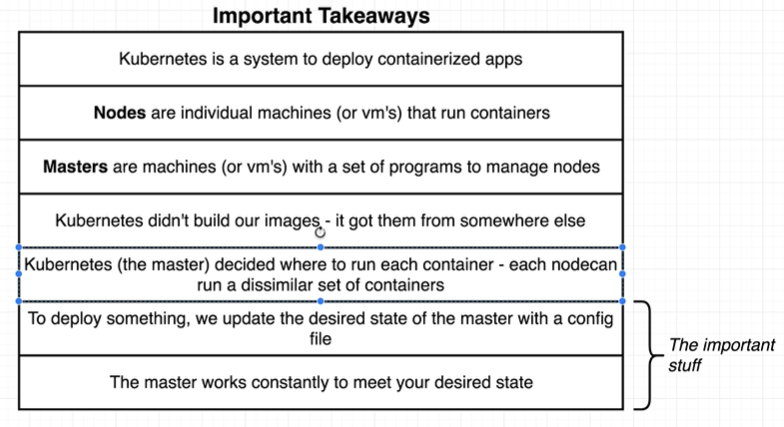 Important Takeaways
Kubernetes is a system to deploy containerized apps
Nodes are individual machines (or vm's) that run containers
Masters are machines (or vm's) with a set of programs to manage nodes
Kubernetes didn't build our images - it got them from somewhere else
Kubernetes (the master) decided where to run each container - each nodecan
run a dissimilar set of containers
To deploy something, we update the desired state of the master with a config
file
The master works constantly to meet your desired state
The important
stuff